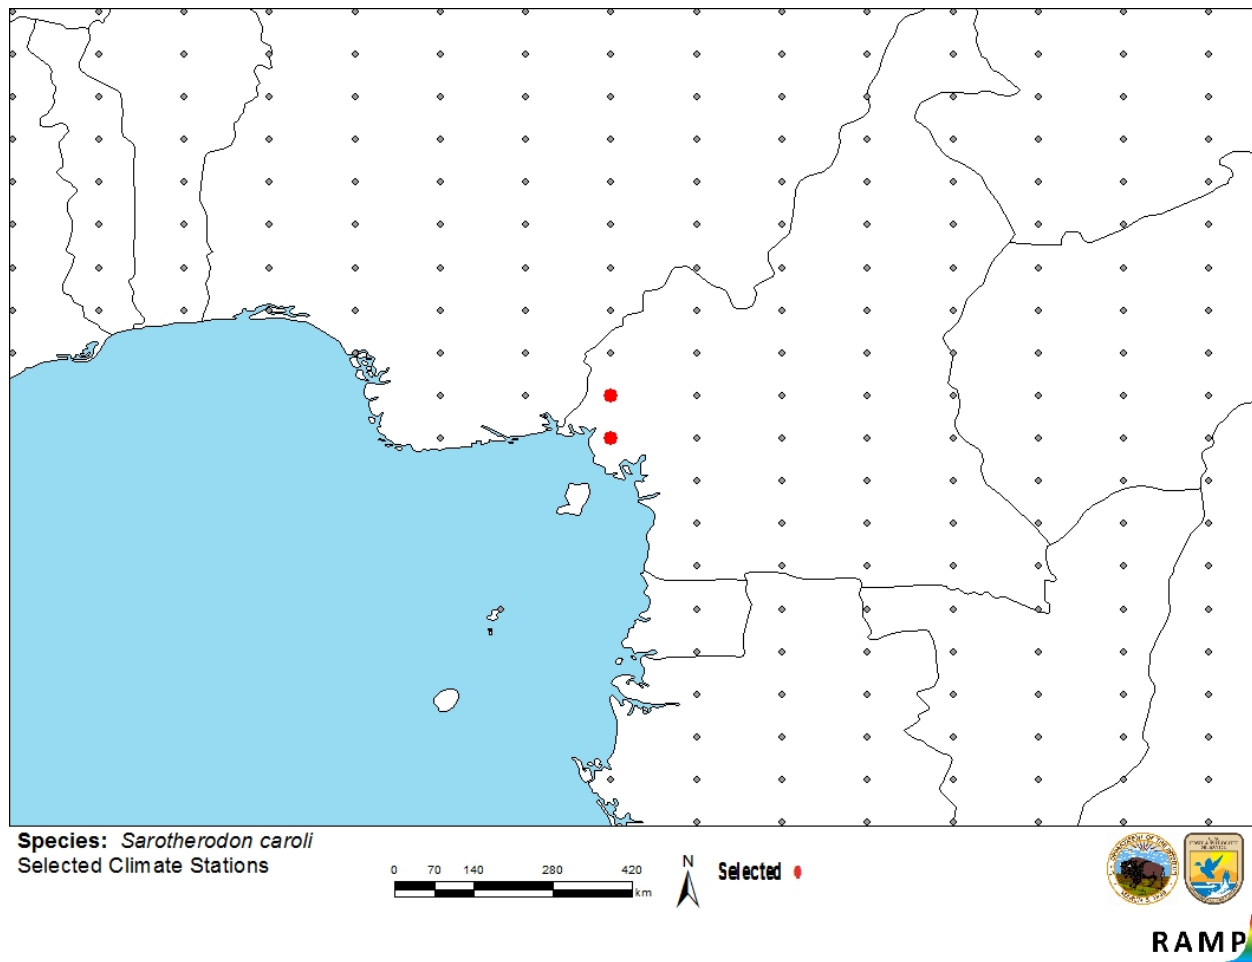 Species: Sarotherodon caroli
Selected Climate Stations
0 70 140 280 420
km
N
Selected
RAMP